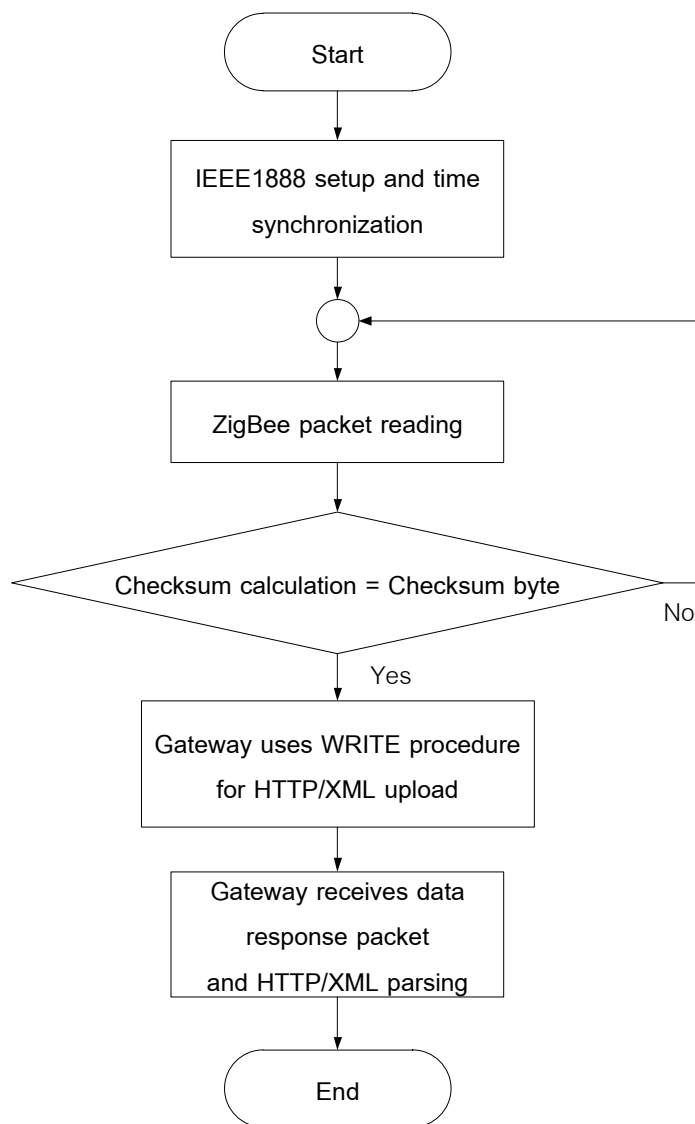 Start
IEEE1888 setup and time
synchronization
ZigBee packet reading
Checksum calculation = Checksum byte
No
Yes
Gateway uses WRITE procedure
for HTTP/XML upload
Gateway receives data
response packet
and HTTP/XML parsing
End